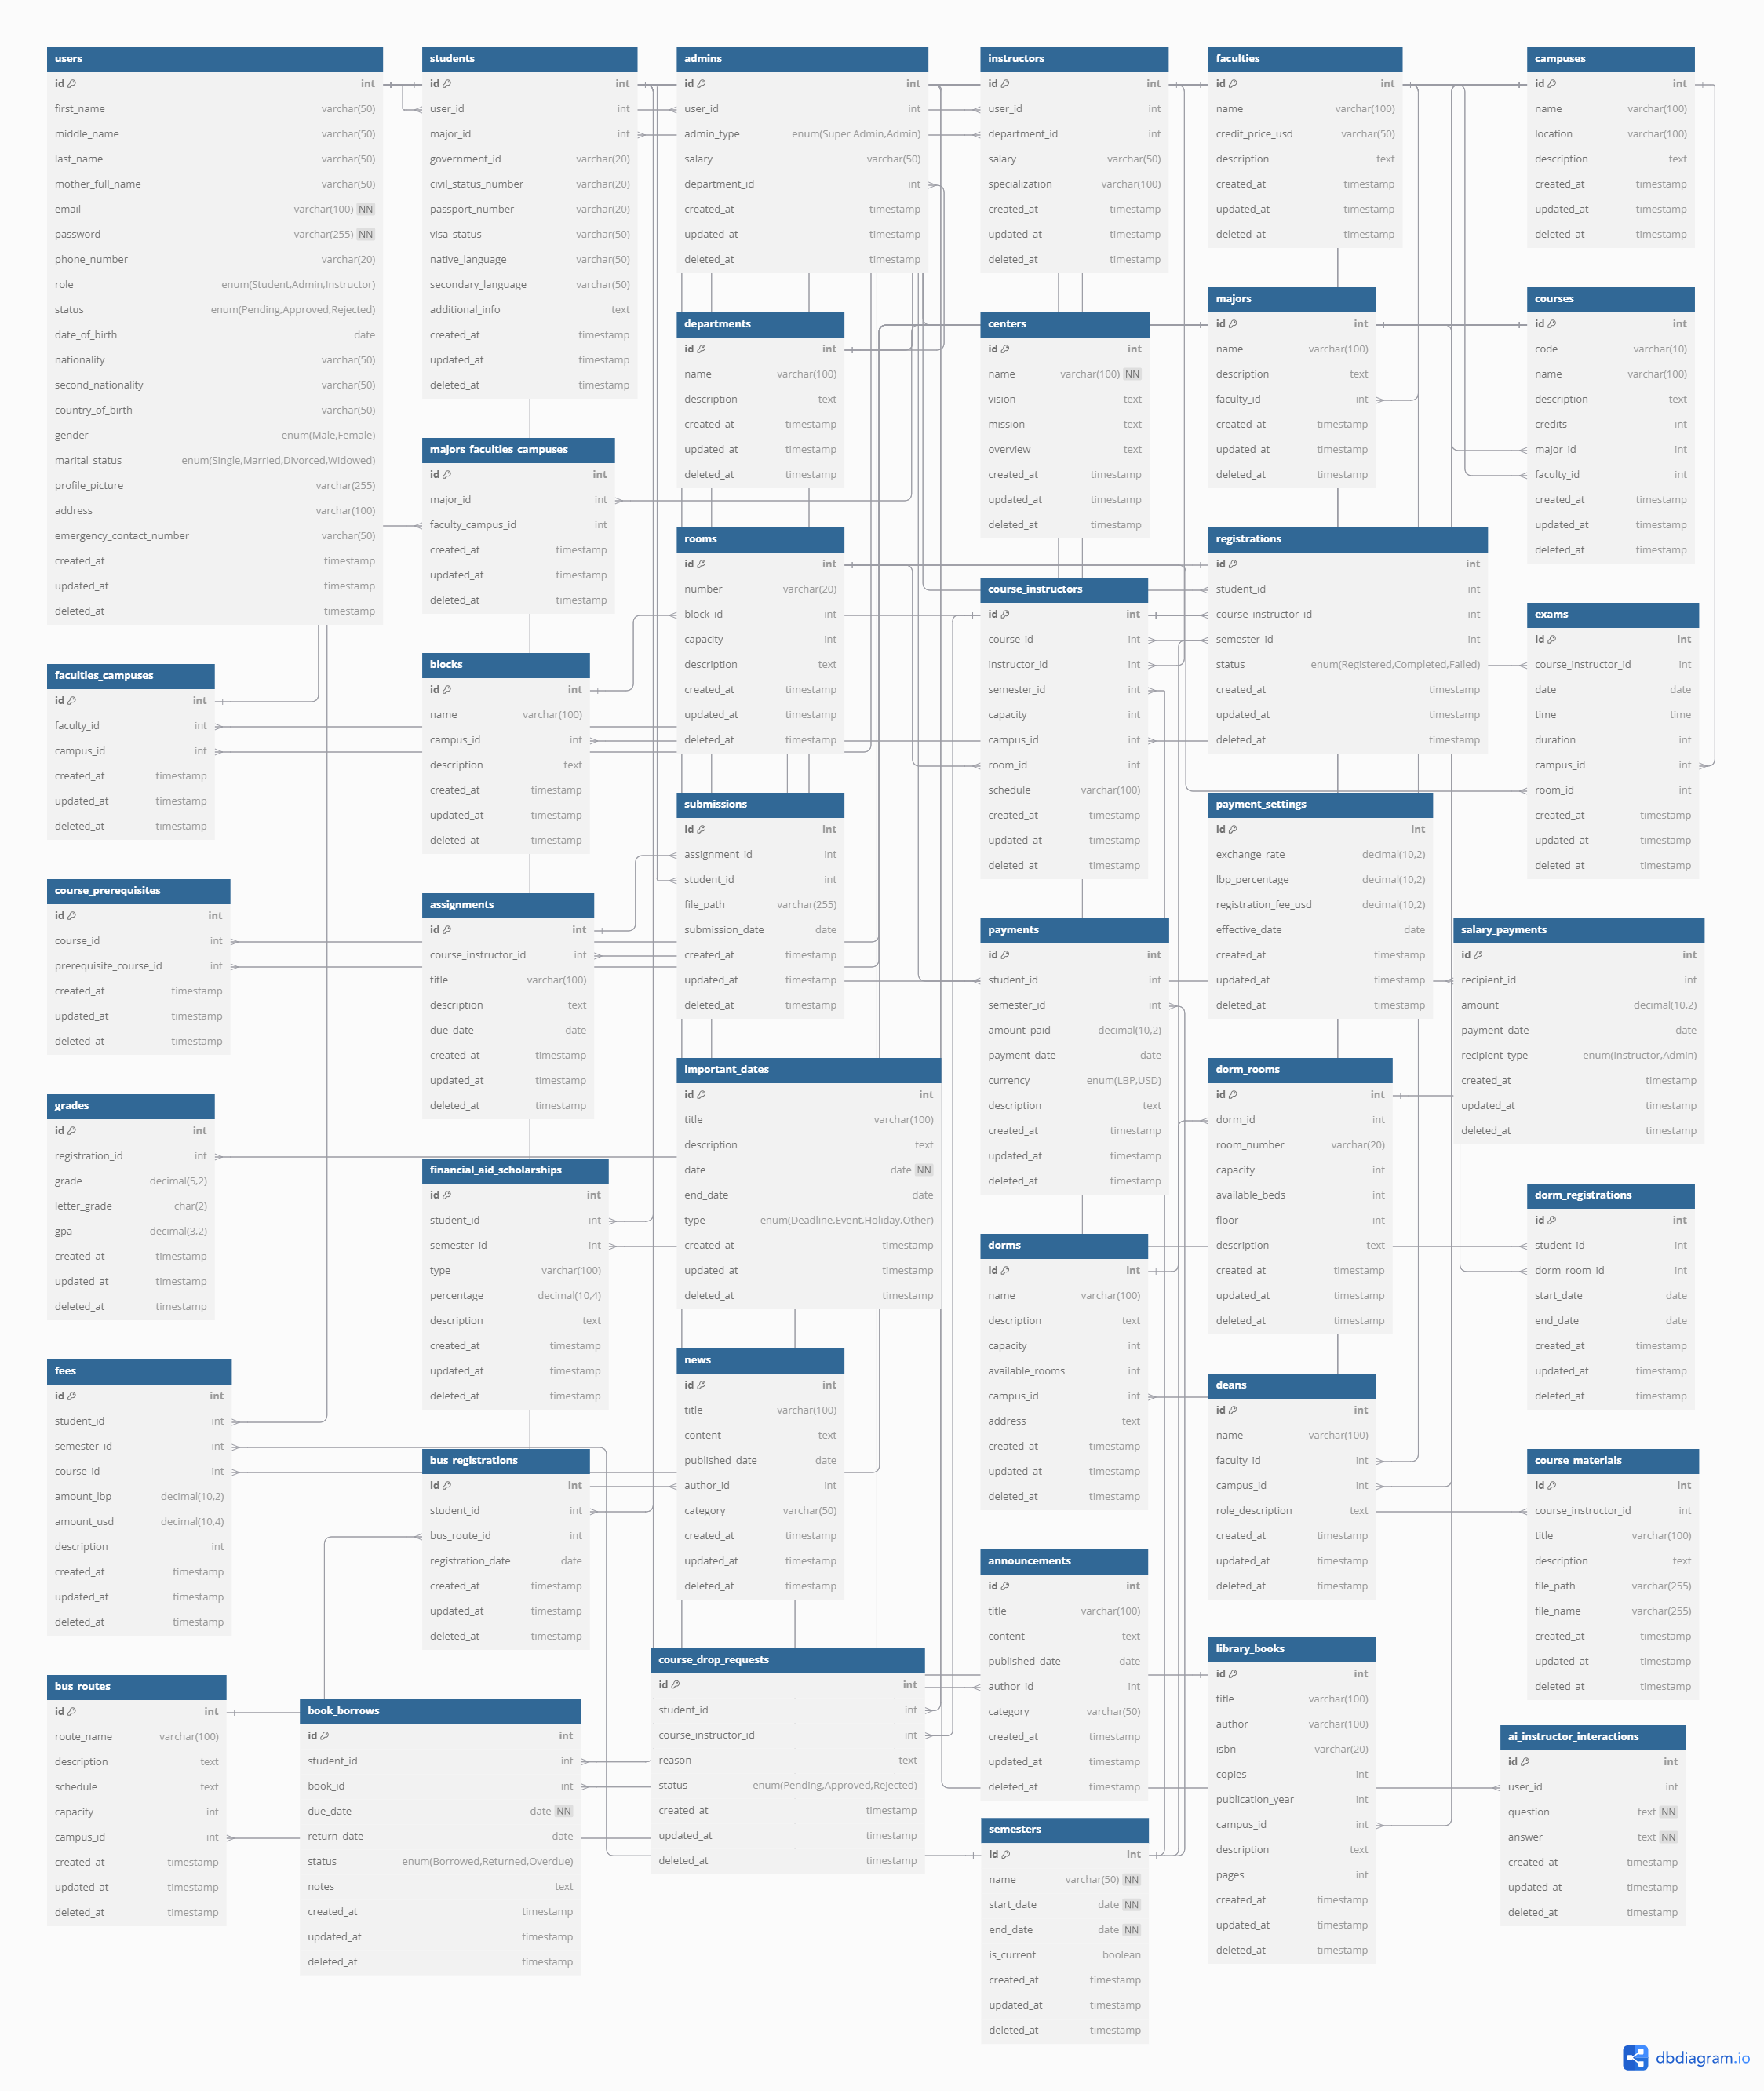 users
id int
first_name varchar(50)
middle_name varchar(50)
last_name varchar(50)
mother_full_name varchar(50)
email varchar(100) NN
password varchar(255) NN
phone_number varchar(20)
role enum(Student,Admin,Instructor)
status enum(Pending,Approved,Rejected)
date_of_birth date
nationality varchar(50)
second_nationality varchar(50)
country_of_birth varchar(50)
gender enum(Male,Female)
marital_status enum(Single,Married,Divorced,Widowed)
profile_picture varchar(255)
address varchar(100)
emergency_contact_number varchar(50)
created_at timestamp
updated_at timestamp
deleted_at timestamp
faculties_campuses
id int
faculty_id int
campus_id int
created_at timestamp
updated_at timestamp
deleted_at timestamp
course_prerequisites
id int
course_id int
prerequisite_course_id int
created_at timestamp
updated_at timestamp
deleted_at timestamp
grades
id int
registration_id int
grade decimal(5,2)
letter_grade char(2)
gpa decimal(3,2)
created_at timestamp
updated_at timestamp
deleted_at timestamp
fees
id int
student_id int
semester_id int
course_id int
amount_lbp decimal(10,2)
amount_usd decimal(10,4)
description int
created_at timestamp
updated_at timestamp
deleted_at timestamp
bus_routes
id int
route_name varchar(100)
description text
schedule text
capacity int
campus_id int
created_at timestamp
updated_at timestamp
deleted_at timestamp
students
id int
user_id int
major_id int
government_id varchar(20)
civil_status_number varchar(20)
passport_number varchar(20)
visa_status varchar(50)
native_language varchar(50)
secondary_language varchar(50)
additional_info text
created_at timestamp
updated_at timestamp
deleted_at timestamp
majors_faculties_campuses
id int
major_id int
faculty_campus_id int
created_at timestamp
updated_at timestamp
deleted_at timestamp
blocks
id int
name varchar(100)
campus_id int
description text
created_at timestamp
updated_at timestamp
deleted_at timestamp
assignments
id int
course_instructor_id int
title varchar(100)
description text
due_date date
created_at timestamp
updated_at timestamp
deleted_at timestamp
financial_aid_scholarships
id int
student_id int
semester_id int
type varchar(100)
percentage decimal(10,4)
description text
created_at timestamp
updated_at timestamp
deleted_at timestamp
bus_registrations
id int
student_id int
bus_route_id int
registration_date date
created_at timestamp
updated_at timestamp
deleted_at timestamp
book_borrows
id int
student_id int
book_id int
due_date date NN
return_date date
status enum(Borrowed,Returned,Overdue)
notes text
created_at timestamp
updated_at timestamp
deleted_at timestamp
admins
id int
user_id int
admin_type enum(Super Admin,Admin)
salary varchar(50)
department_id int
created_at timestamp
updated_at timestamp
deleted_at timestamp
departments
id int
name varchar(100)
description text
created_at timestamp
updated_at timestamp
deleted_at timestamp
rooms
id int
number varchar(20)
block_id int
capacity int
description text
created_at timestamp
updated_at timestamp
deleted_at timestamp
submissions
id int
assignment_id int
student_id int
file_path varchar(255)
submission_date date
created_at timestamp
updated_at timestamp
deleted_at timestamp
important_dates
id int
title varchar(100)
description text
date date NN
end_date date
type enum(Deadline,Event,Holiday,Other)
created_at timestamp
updated_at timestamp
deleted_at timestamp
news
id int
title varchar(100)
content text
published_date date
author_id int
category varchar(50)
created_at timestamp
updated_at timestamp
deleted_at timestamp
course_drop_requests
id int
student_id int
course_instructor_id int
reason text
status enum(Pending,Approved,Rejected)
created_at timestamp
updated_at timestamp
deleted_at timestamp
instructors
id int
user_id int
department_id int
salary varchar(50)
specialization varchar(100)
created_at timestamp
updated_at timestamp
deleted_at timestamp
centers
id int
name varchar(100) NN
vision text
mission text
overview text
created_at timestamp
updated_at timestamp
deleted_at timestamp
course_instructors
id int
course_id int
instructor_id int
semester_id int
capacity int
campus_id int
room_id int
schedule varchar(100)
created_at timestamp
updated_at timestamp
deleted_at timestamp
payments
id int
student_id int
semester_id int
amount_paid decimal(10,2)
payment_date date
currency enum(LBP,USD)
description text
created_at timestamp
updated_at timestamp
deleted_at timestamp
dorms
id int
name varchar(100)
description text
capacity int
available_rooms int
campus_id int
address text
created_at timestamp
updated_at timestamp
deleted_at timestamp
announcements
id int
title varchar(100)
content text
published_date date
author_id int
category varchar(50)
created_at timestamp
updated_at timestamp
deleted_at timestamp
semesters
id int
name varchar(50) NN
start_date date NN
end_date date NN
is_current boolean
created_at timestamp
updated_at timestamp
deleted_at timestamp
faculties
id int
name varchar(100)
credit_price_usd varchar(50)
description text
created_at timestamp
updated_at timestamp
deleted_at timestamp
majors
id int
name varchar(100)
description text
faculty_id int
created_at timestamp
updated_at timestamp
deleted_at timestamp
registrations
id int
student_id int
course_instructor_id int
semester_id int
status enum(Registered,Completed,Failed)
created_at timestamp
updated_at timestamp
deleted_at timestamp
payment_settings
id int
exchange_rate decimal(10,2)
lbp_percentage decimal(10,2)
registration_fee_usd decimal(10,2)
effective_date date
created_at timestamp
updated_at timestamp
deleted_at timestamp
dorm_rooms
id int
dorm_id int
room_number varchar(20)
capacity int
available_beds int
floor int
description text
created_at timestamp
updated_at timestamp
deleted_at timestamp
deans
id int
name varchar(100)
faculty_id int
campus_id int
role_description text
created_at timestamp
updated_at timestamp
deleted_at timestamp
library_books
id int
title varchar(100)
author varchar(100)
isbn varchar(20)
copies int
publication_year int
campus_id int
description text
pages int
created_at timestamp
updated_at timestamp
deleted_at timestamp
campuses
id int
name varchar(100)
location varchar(100)
description text
created_at timestamp
updated_at timestamp
deleted_at timestamp
courses
id int
code varchar(10)
name varchar(100)
description text
credits int
major_id int
faculty_id int
created_at timestamp
updated_at timestamp
deleted_at timestamp
exams
id int
course_instructor_id int
date date
time time
duration int
campus_id int
room_id int
created_at timestamp
updated_at timestamp
deleted_at timestamp
salary_payments
id int
recipient_id int
amount decimal(10,2)
payment_date date
recipient_type enum(Instructor,Admin)
created_at timestamp
updated_at timestamp
deleted_at timestamp
dorm_registrations
id int
student_id int
dorm_room_id int
start_date date
end_date date
created_at timestamp
updated_at timestamp
deleted_at timestamp
course_materials
id int
course_instructor_id int
title varchar(100)
description text
file_path varchar(255)
file_name varchar(255)
created_at timestamp
updated_at timestamp
deleted_at timestamp
ai_instructor_interactions
id int
user_id int
question text NN
answer text NN
created_at timestamp
updated_at timestamp
deleted_at timestamp
dbdiagram.io